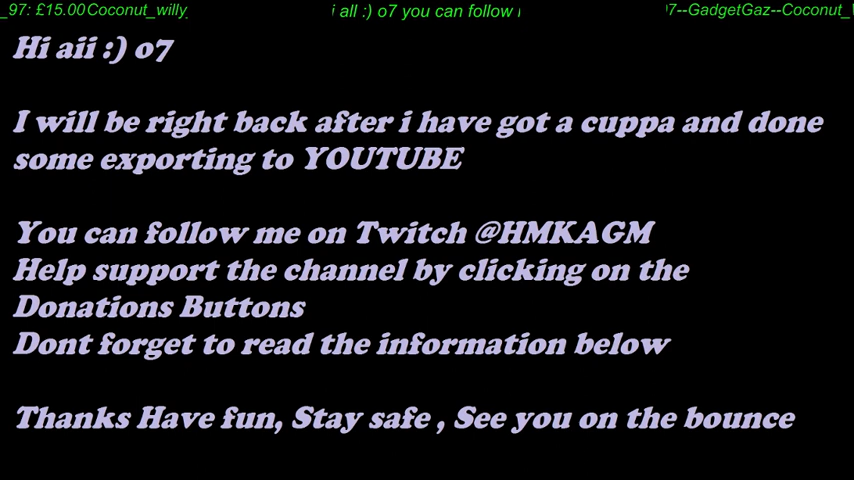 _97: £15.00Coconut_willy
i all :) o7 you can follow
7--GadgetGaz--Coconut_
Hi aii :) o7
I will be right back after i have got a cuppa and done
some exporting to YOUTUBE
You can follow me on Twitch @HMKAGM
Help support the channel by clicking on the
Donations Buttons
Dont forget to read the information below
Thanks Have fun, Stay safe , See you on the bounce